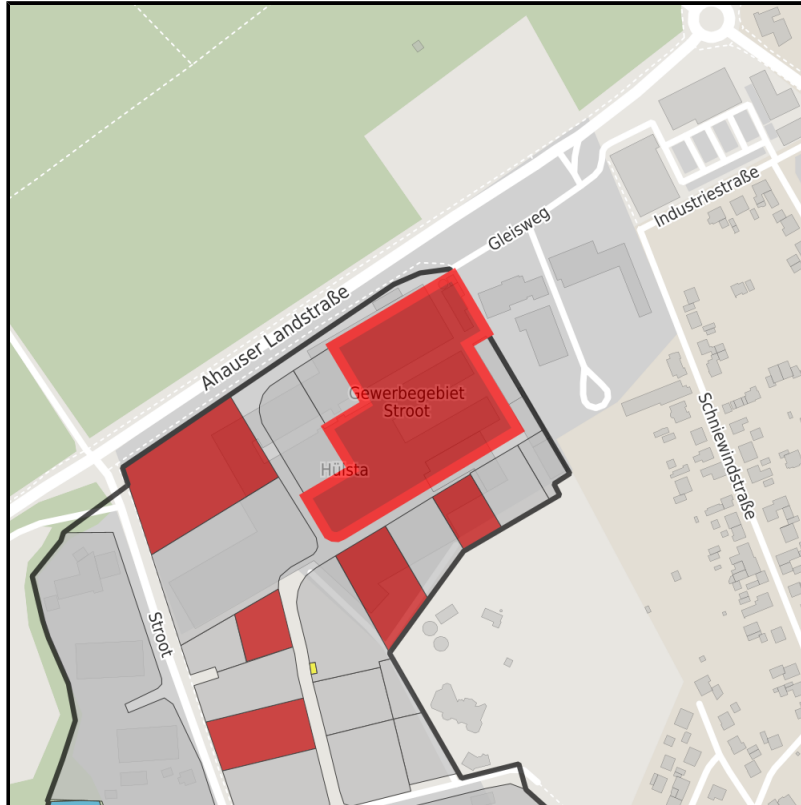 Gleisweg
Industriestraße
Ahauser Landstraße
Gewerbegebiet
Stroot
Hülsta
Schniewindstraße
Stroot